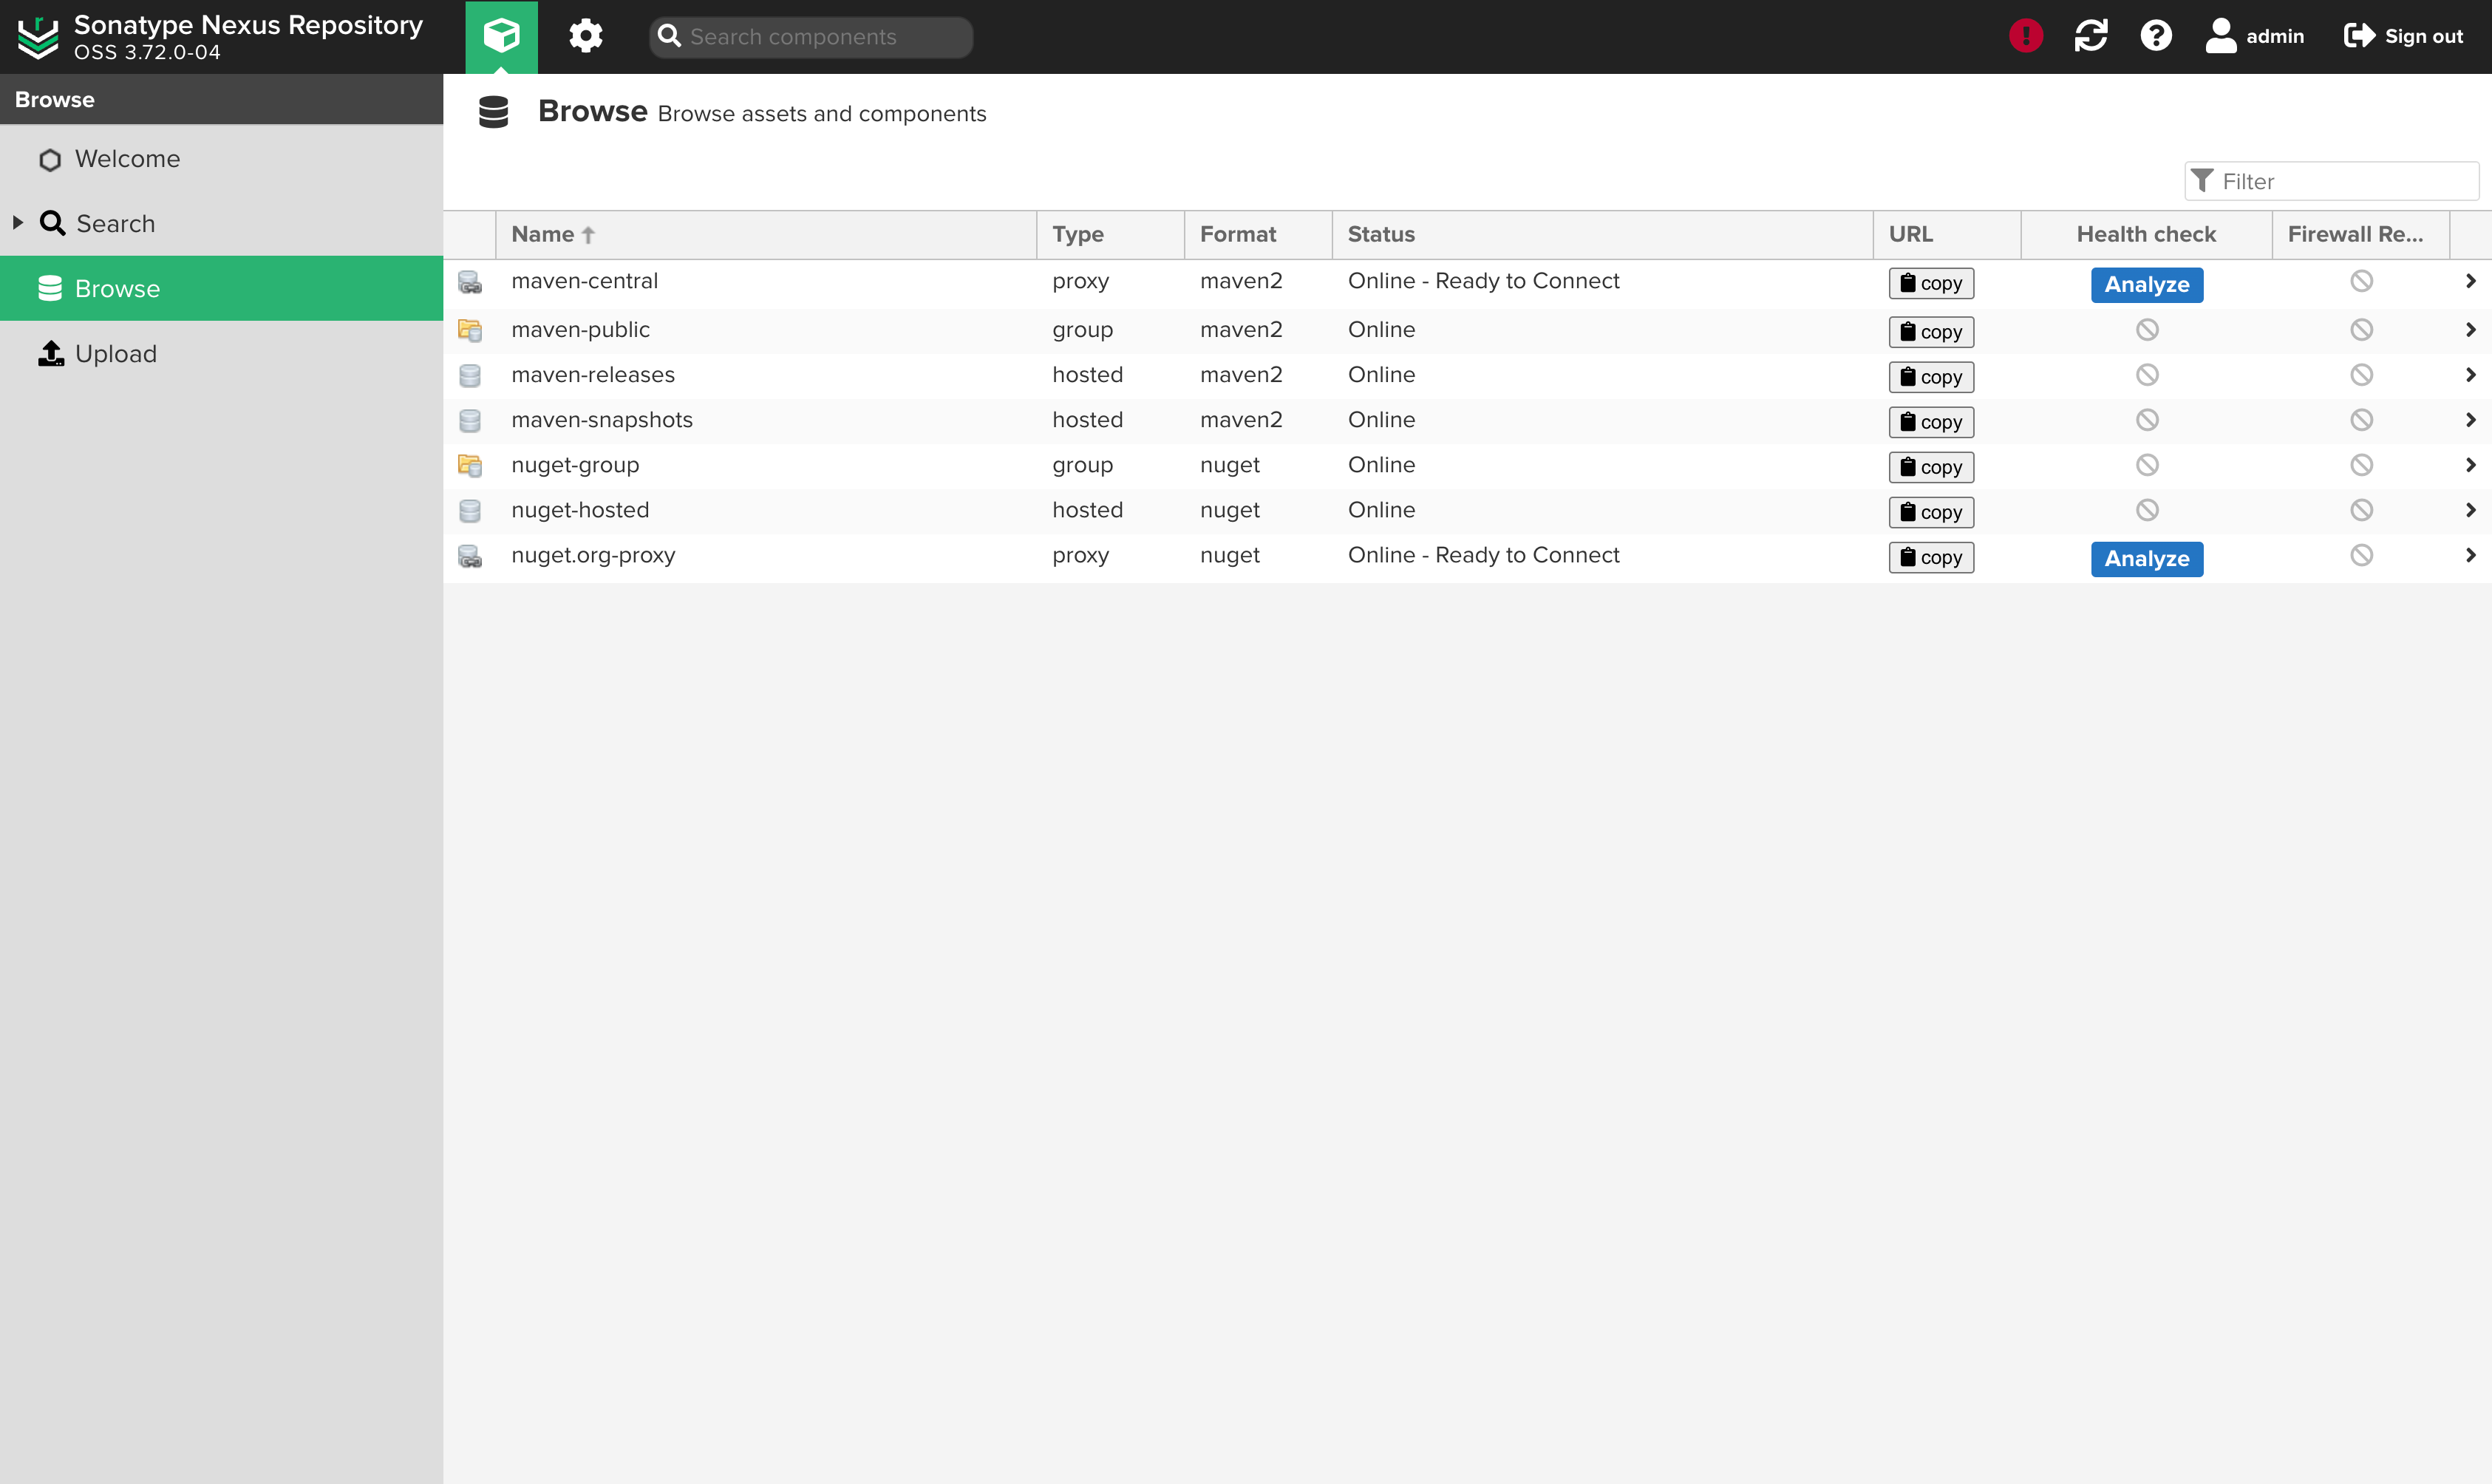 Sonatype Nexus Repository
OSS 3.72.0-04
Search components
admin
Sign out
Browse
Welcome
Search
Browse
Upload
Browse Browse assets and components
Filter
Name Type Format Status URL Health check Firewall Re...
maven-central proxy maven2 Online - Ready to Connect copy Analyze
maven-public group maven2 Online copy
maven-releases hosted maven2 Online copy
maven-snapshots hosted maven2 Online copy
nuget-group group nuget Online copy
nuget-hosted hosted nuget Online copy
nuget.org-proxy proxy nuget Online - Ready to Connect copy Analyze